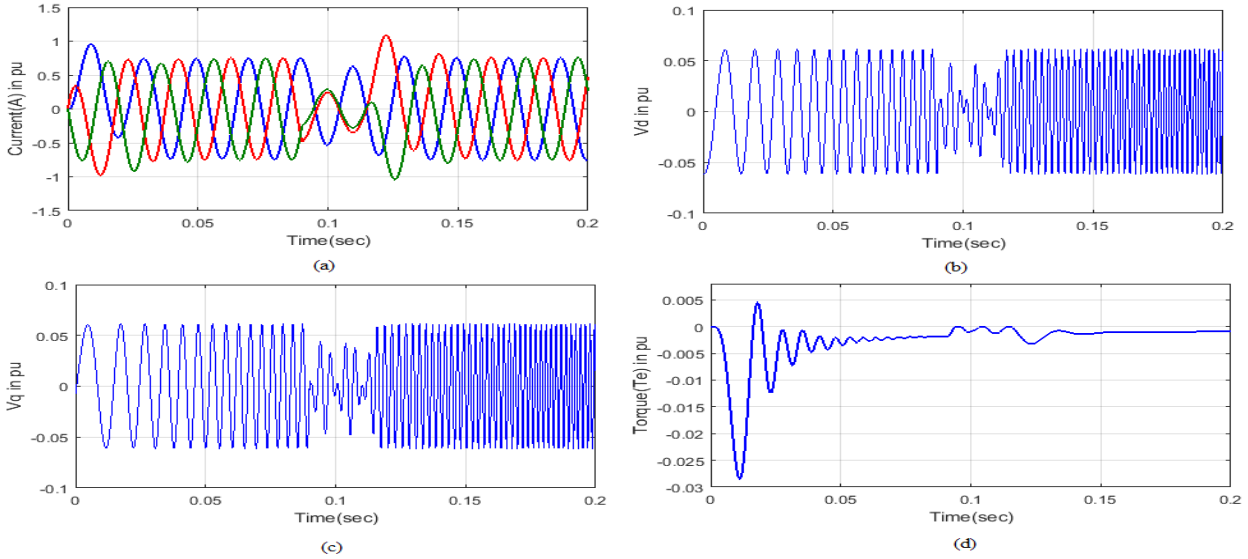 Current(A) in pu
1.5
1
0.5
0
-0.5
-1
-1.5
0 0.05 0.1 0.15 0.2
Time(sec)
(a)
Vd in pu
0.1
0.05
0
-0.05
-0.1
0 0.05 0.1 0.15 0.2
Time(sec)
(b)
Vq in pu
0.1
0.05
0
-0.05
-0.1
0 0.05 0.1 0.15 0.2
Time(sec)
(c)
Torque(Te) in pu
0.005
0
-0.005
-0.01
-0.015
-0.02
-0.025
-0.03
0 0.05 0.1 0.15 0.2
Time(sec)
(d)